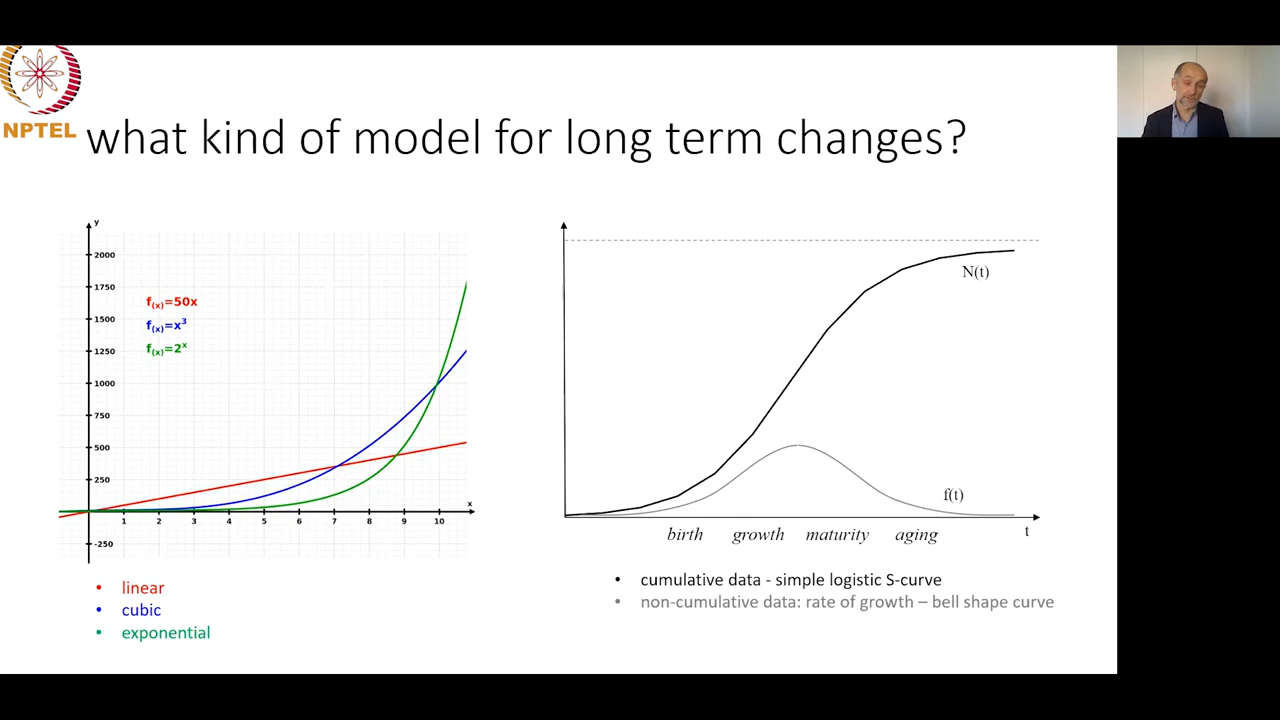 NPTEL
what kind of model for long term changes?
y
2000
1750
1500
1250
1000
750
500
250
-250
f(x)=50x
f(x)=x³
f(x)=2ˣ
x
1 2 3 4 5 6 7 8 9 10
• linear
• cubic
• exponential
N(t)
f(t)
birth growth maturity aging
t
• cumulative data - simple logistic S-curve
• non-cumulative data: rate of growth – bell shape curve